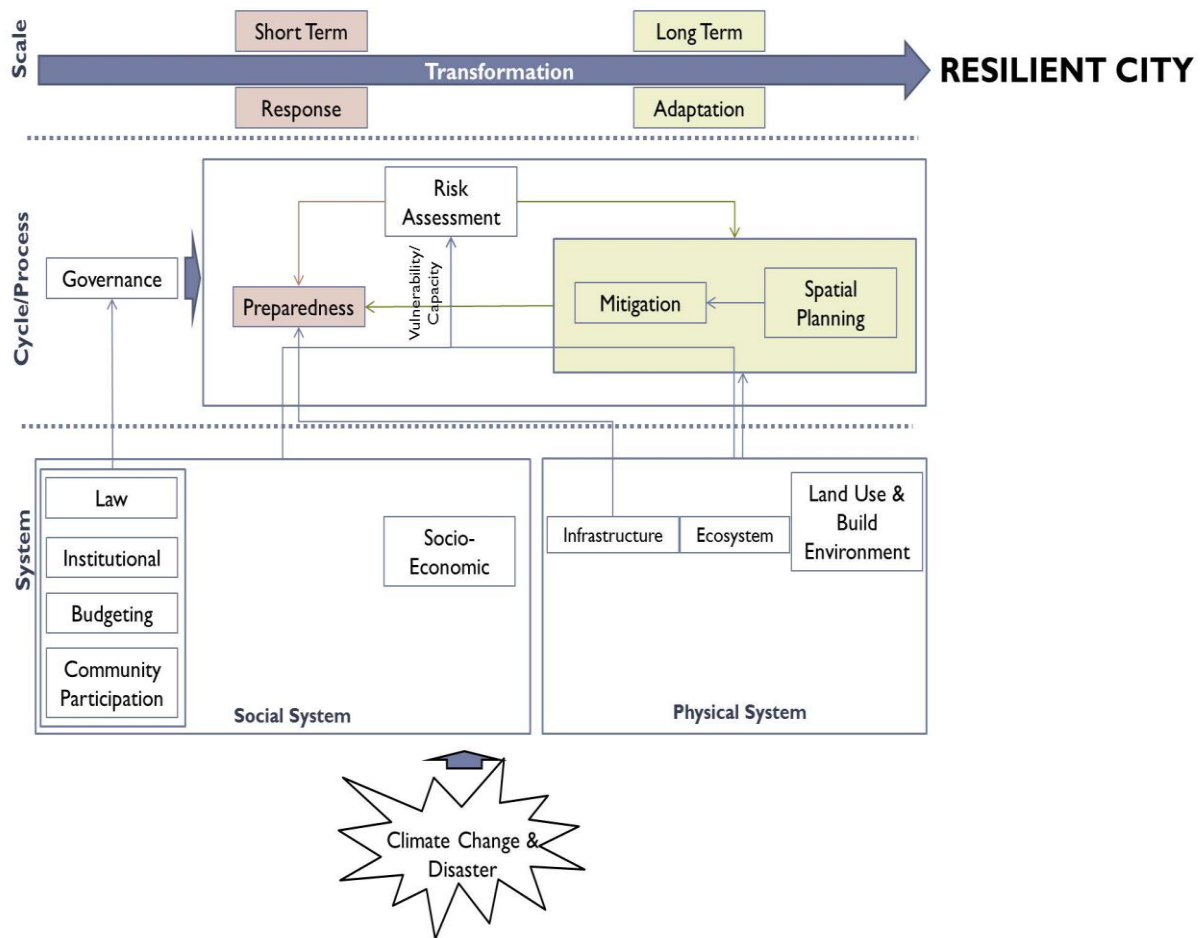 Scale
Short Term
Long Term
Transformation
RESILIENT CITY
Response
Adaptation
Cycle/Process
Risk
Assessment
Governance
Vulnerability/
Capacity
Preparedness
Mitigation
Spatial
Planning
System
Law
Institutional
Budgeting
Community
Participation
Socio-
Economic
Social System
Infrastructure
Ecosystem
Land Use &
Build
Environment
Physical System
Climate Change &
Disaster